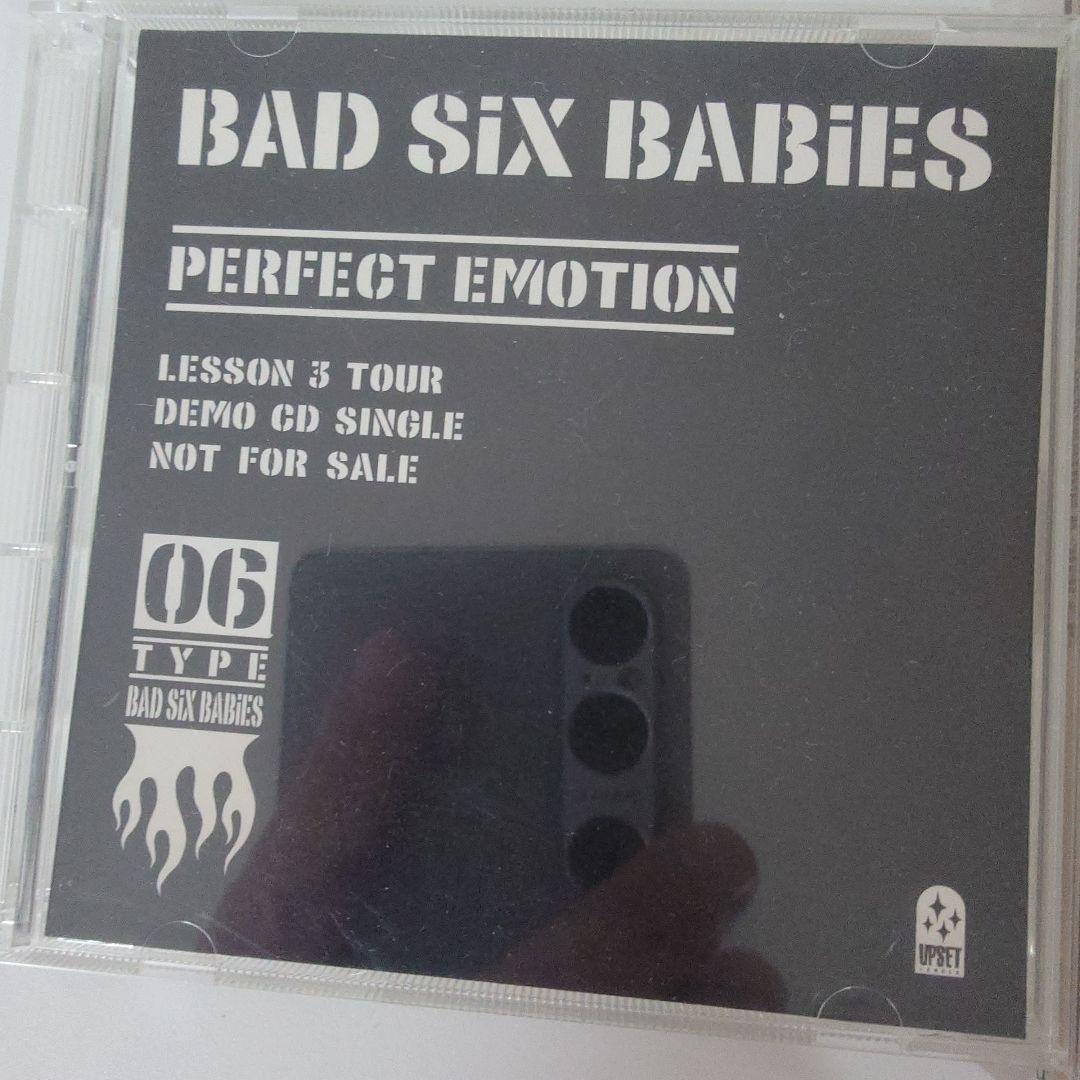 BAD SiX BABiES
PERFECT EMOTION
LESSON 3 TOUR
DEMO CD SINGLE
NOT FOR SALE
06
TYPE
BAD SiX BABiES
UPSET